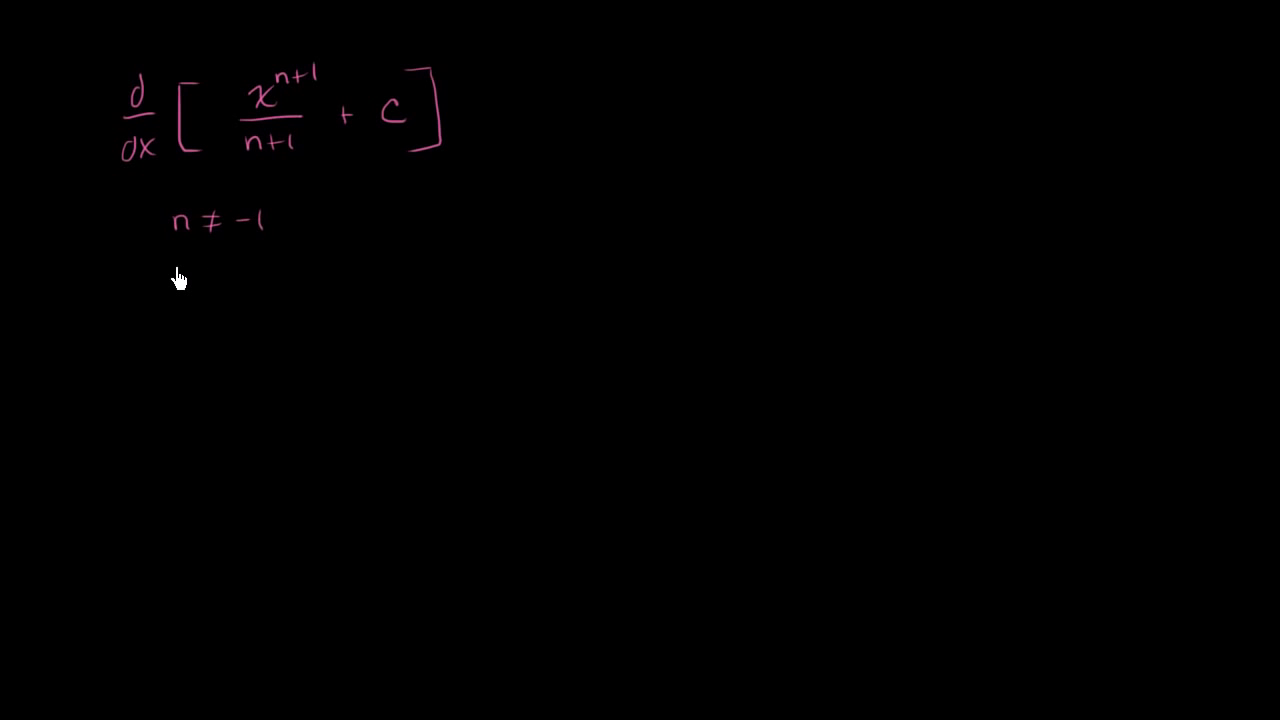 d/dx [ x^(n+1)/(n+1) + c ]
n ≠ -1